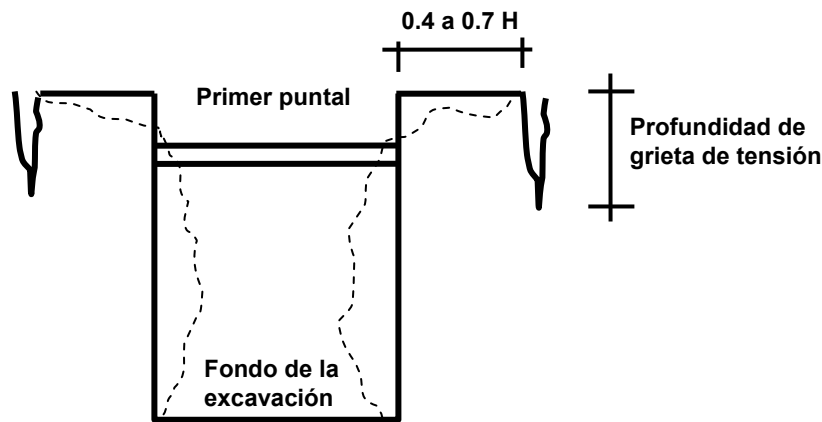 0.4 a 0.7 H
Primer puntal
Profundidad de
grieta de tensión
Fondo de la
excavación